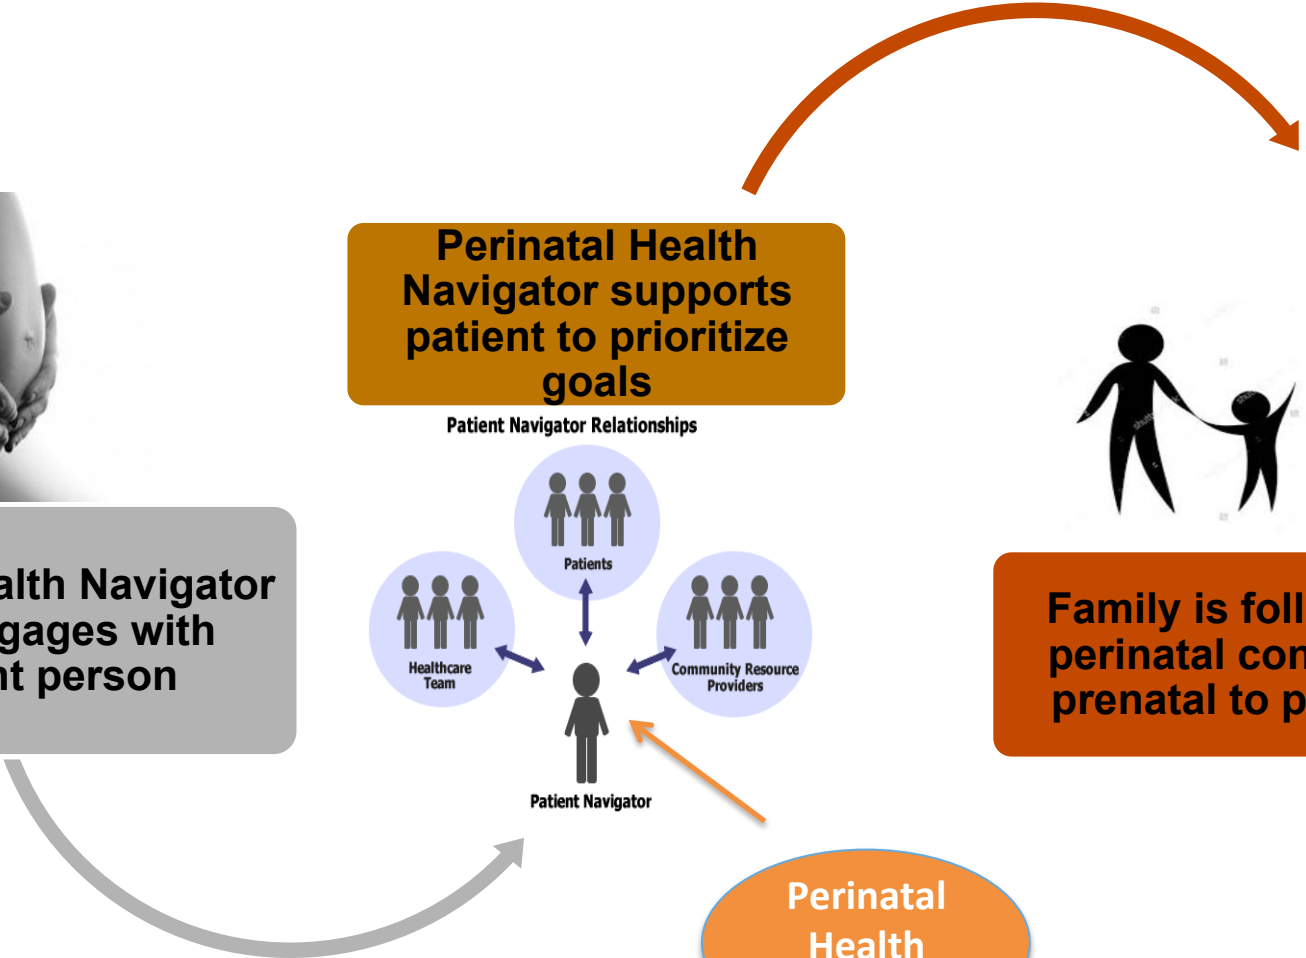 Perinatal Health
Navigator supports
patient to prioritize
goals
Patient Navigator Relationships
Patients
Healthcare
Team
Community Resource
Providers
Patient Navigator
alth Navigator
gages with
nt person
Family is foll
perinatal con
prenatal to p
Perinatal
Health